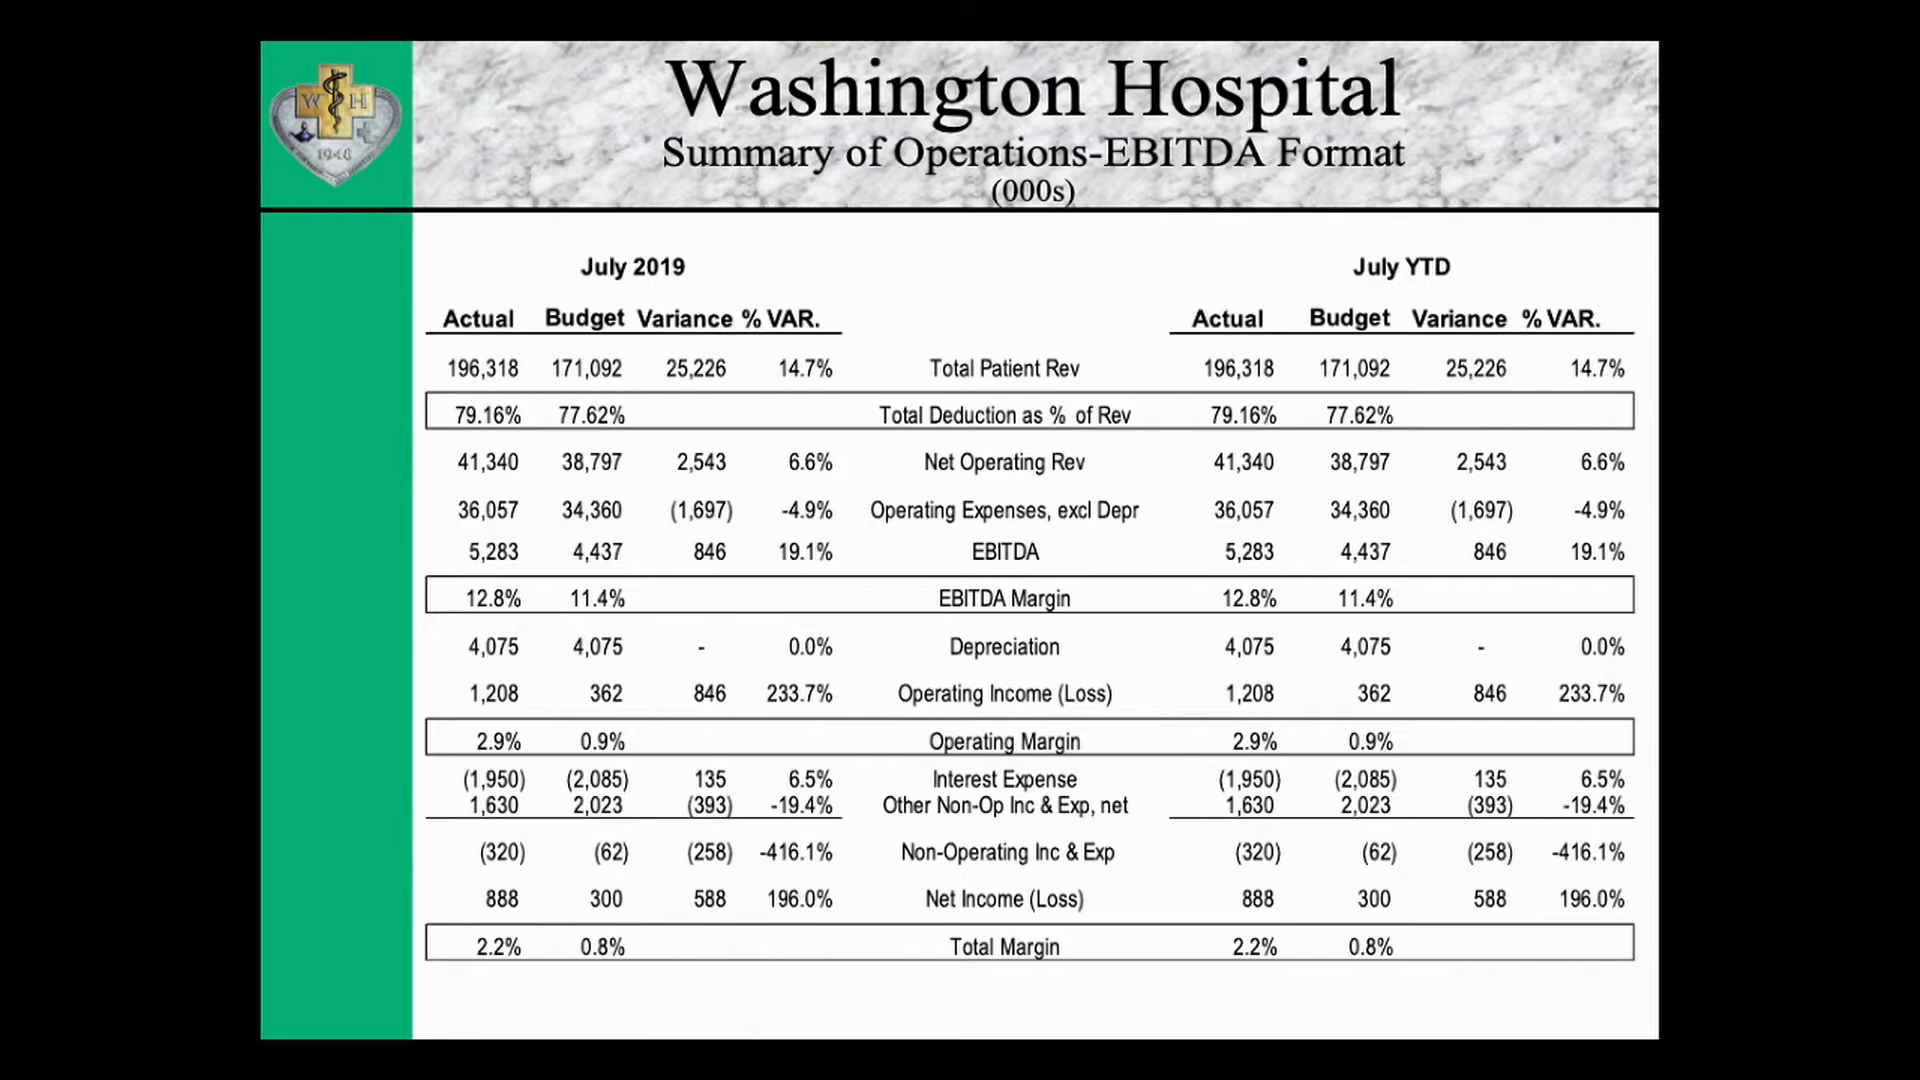 W H
1948
Washington Hospital
Summary of Operations-EBITDA Format
(000s)
July 2019 July YTD
Actual Budget Variance % VAR. Actual Budget Variance % VAR.
196,318 171,092 25,226 14.7% Total Patient Rev 196,318 171,092 25,226 14.7%
79.16% 77.62% Total Deduction as % of Rev 79.16% 77.62%
41,340 38,797 2,543 6.6% Net Operating Rev 41,340 38,797 2,543 6.6%
36,057 34,360 (1,697) -4.9% Operating Expenses, excl Depr 36,057 34,360 (1,697) -4.9%
5,283 4,437 846 19.1% EBITDA 5,283 4,437 846 19.1%
12.8% 11.4% EBITDA Margin 12.8% 11.4%
4,075 4,075 - 0.0% Depreciation 4,075 4,075 - 0.0%
1,208 362 846 233.7% Operating Income (Loss) 1,208 362 846 233.7%
2.9% 0.9% Operating Margin 2.9% 0.9%
(1,950) (2,085) 135 6.5% Interest Expense (1,950) (2,085) 135 6.5%
1,630 2,023 (393) -19.4% Other Non-Op Inc & Exp, net 1,630 2,023 (393) -19.4%
(320) (62) (258) -416.1% Non-Operating Inc & Exp (320) (62) (258) -416.1%
888 300 588 196.0% Net Income (Loss) 888 300 588 196.0%
2.2% 0.8% Total Margin 2.2% 0.8%